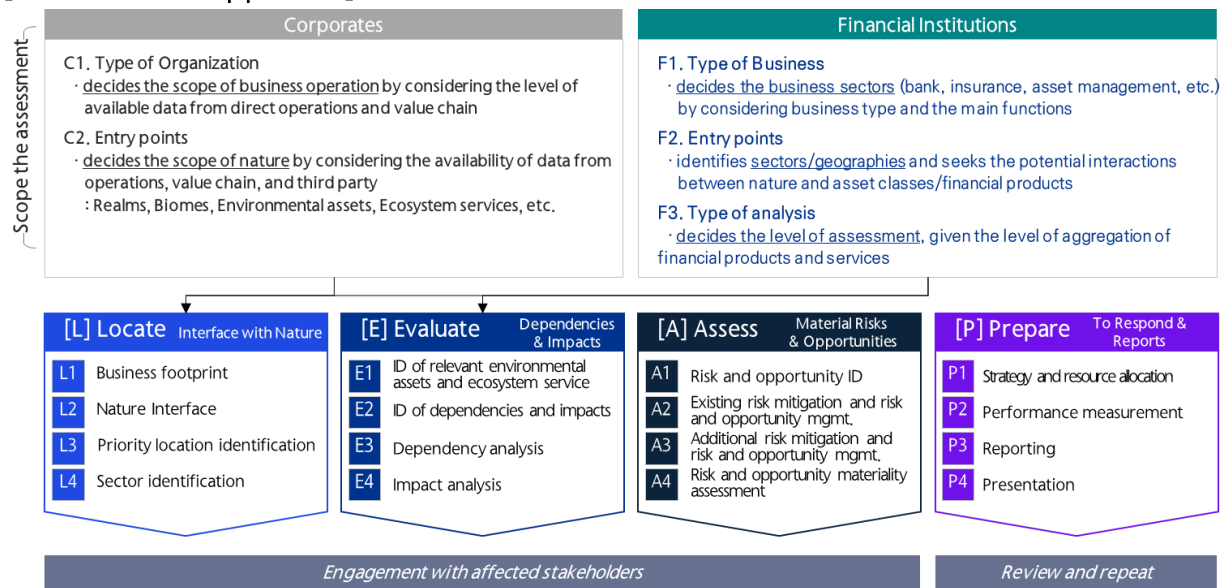 Corporates
Financial Institutions
Scope the assessment
C1. Type of Organization
· decides the scope of business operation by considering the level of
available data from direct operations and value chain
C2. Entry points
· decides the scope of nature by considering the availability of data from
operations, value chain, and third party
: Realms, Biomes, Environmental assets, Ecosystem services, etc.
F1. Type of Business
· decides the business sectors (bank, insurance, asset management, etc.)
by considering business type and the main functions
F2. Entry points
· identifies sectors/geographies and seeks the potential interactions
between nature and asset classes/financial products
F3. Type of analysis
· decides the level of assessment, given the level of aggregation of
financial products and services
[L] Locate Interface with Nature
L1 Business footprint
L2 Nature Interface
L3 Priority location identification
L4 Sector identification
[E] Evaluate Dependencies
& Impacts
E1 ID of relevant environmental
assets and ecosystem service
E2 ID of dependencies and impacts
E3 Dependency analysis
E4 Impact analysis
[A] Assess Material Risks
& Opportunities
A1 Risk and opportunity ID
A2 Existing risk mitigation and risk
and opportunity mgmt.
A3 Additional risk mitigation and
risk and opportunity mgmt.
A4 Risk and opportunity materiality
assessment
[P] Prepare To Respond &
Reports
P1 Strategy and resource allocation
P2 Performance measurement
P3 Reporting
P4 Presentation
Engagement with affected stakeholders
Review and repeat